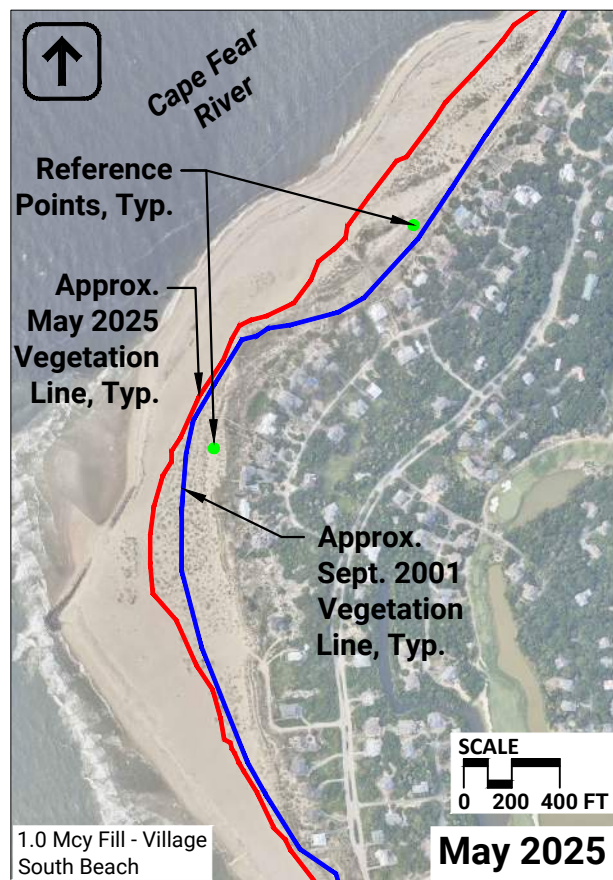 Cape Fear
River
Reference
Points, Typ.
Approx.
May 2025
Vegetation
Line, Typ.
Approx.
Sept. 2001
Vegetation
Line, Typ.
SCALE
0 200 400 FT
1.0 Mcy Fill - Village
South Beach
May 2025